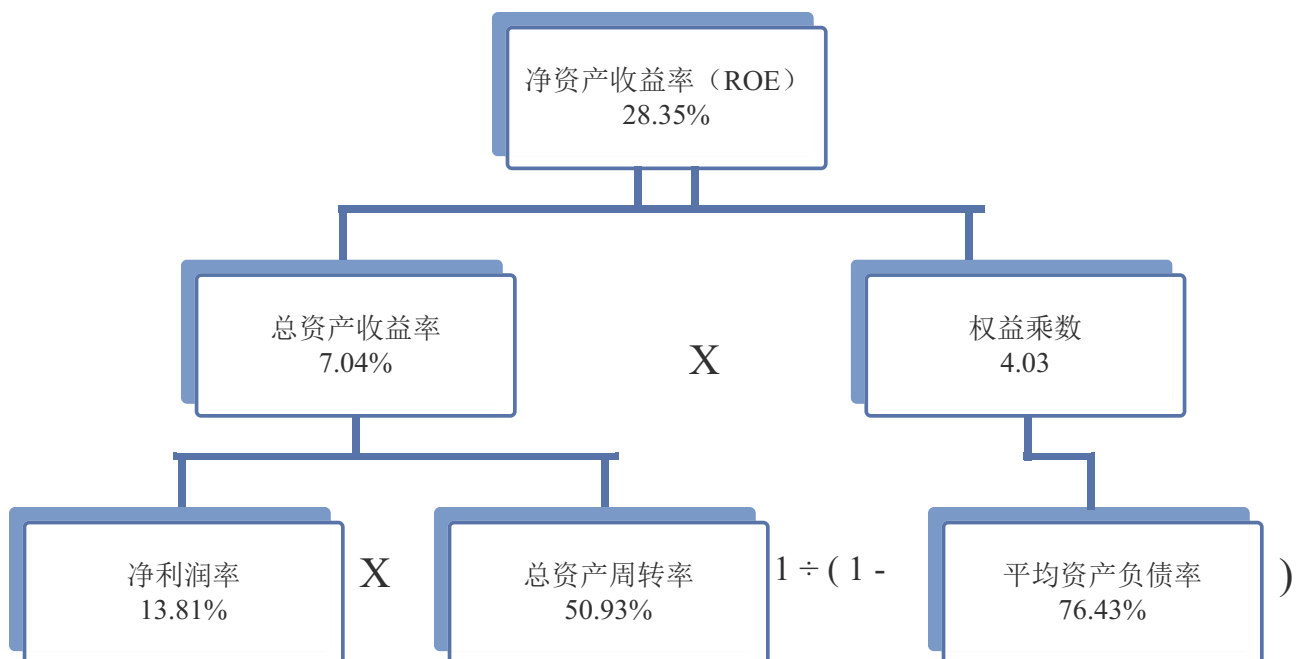 净资产收益率（ROE）
28.35%
总资产收益率
7.04%
X
权益乘数
4.03
净利润率
13.81%
X
总资产周转率
50.93%
1 ÷ ( 1 -
平均资产负债率
76.43%
)